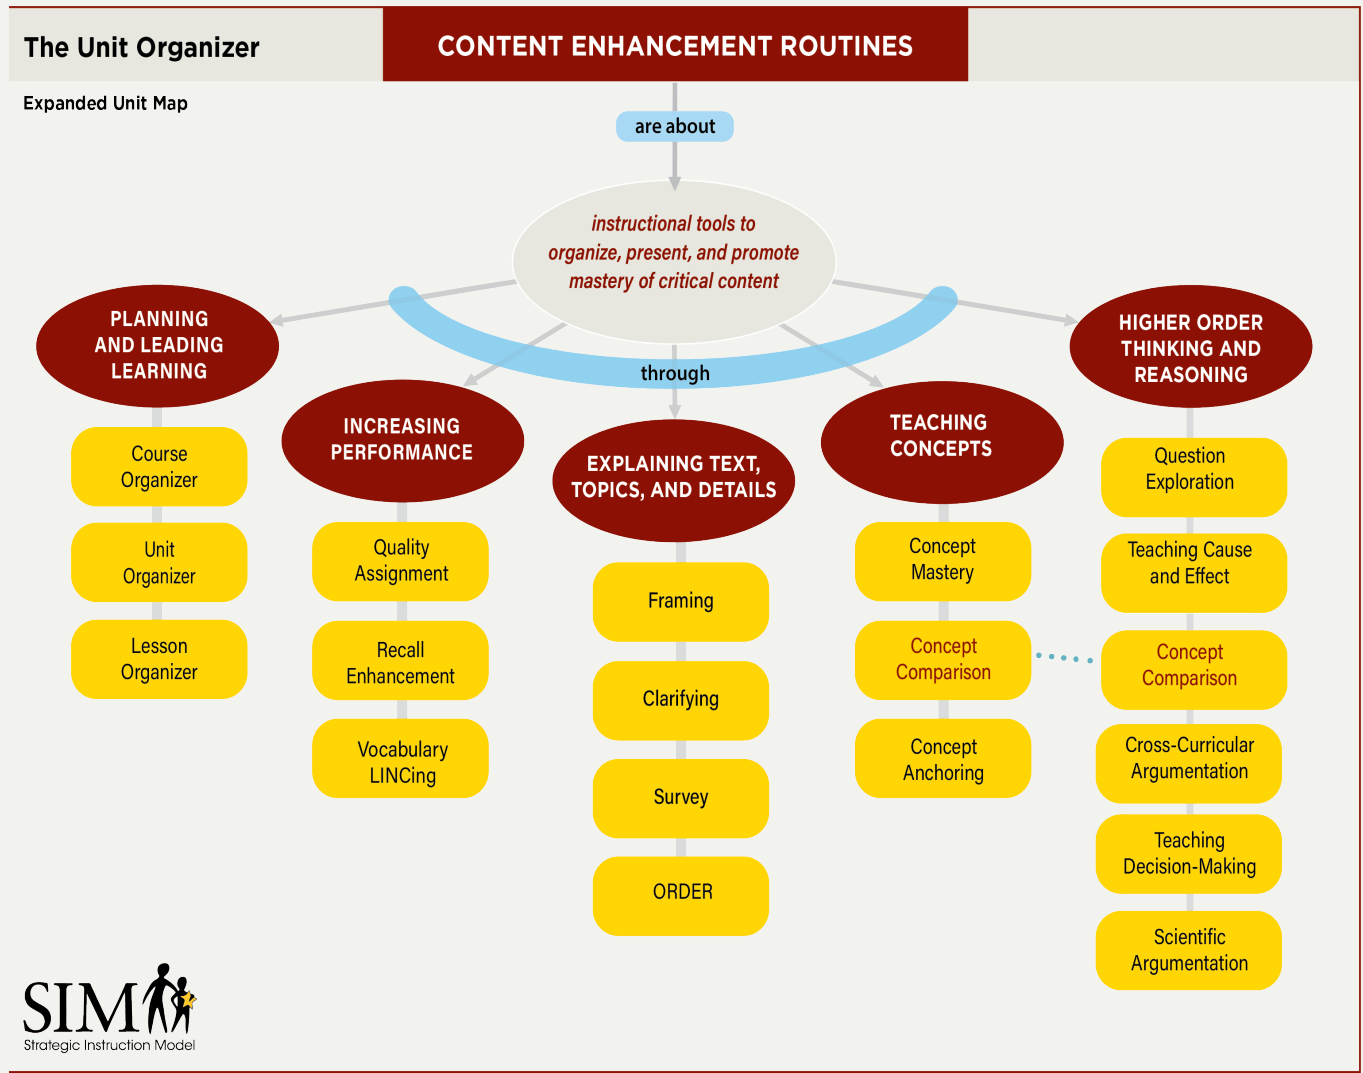 The Unit Organizer
CONTENT ENHANCEMENT ROUTINES
Expanded Unit Map
are about
instructional tools to
organize, present, and promote
mastery of critical content
through
PLANNING
AND LEADING
LEARNING
Course
Organizer
Unit
Organizer
Lesson
Organizer
INCREASING
PERFORMANCE
Quality
Assignment
Recall
Enhancement
Vocabulary
LINCing
EXPLAINING TEXT,
TOPICS, AND DETAILS
Framing
Clarifying
Survey
ORDER
TEACHING
CONCEPTS
Concept
Mastery
Concept
Comparison
Concept
Anchoring
HIGHER ORDER
THINKING AND
REASONING
Question
Exploration
Teaching Cause
and Effect
Concept
Comparison
Cross-Curricular
Argumentation
Teaching
Decision-Making
Scientific
Argumentation
SIM
Strategic Instruction Model